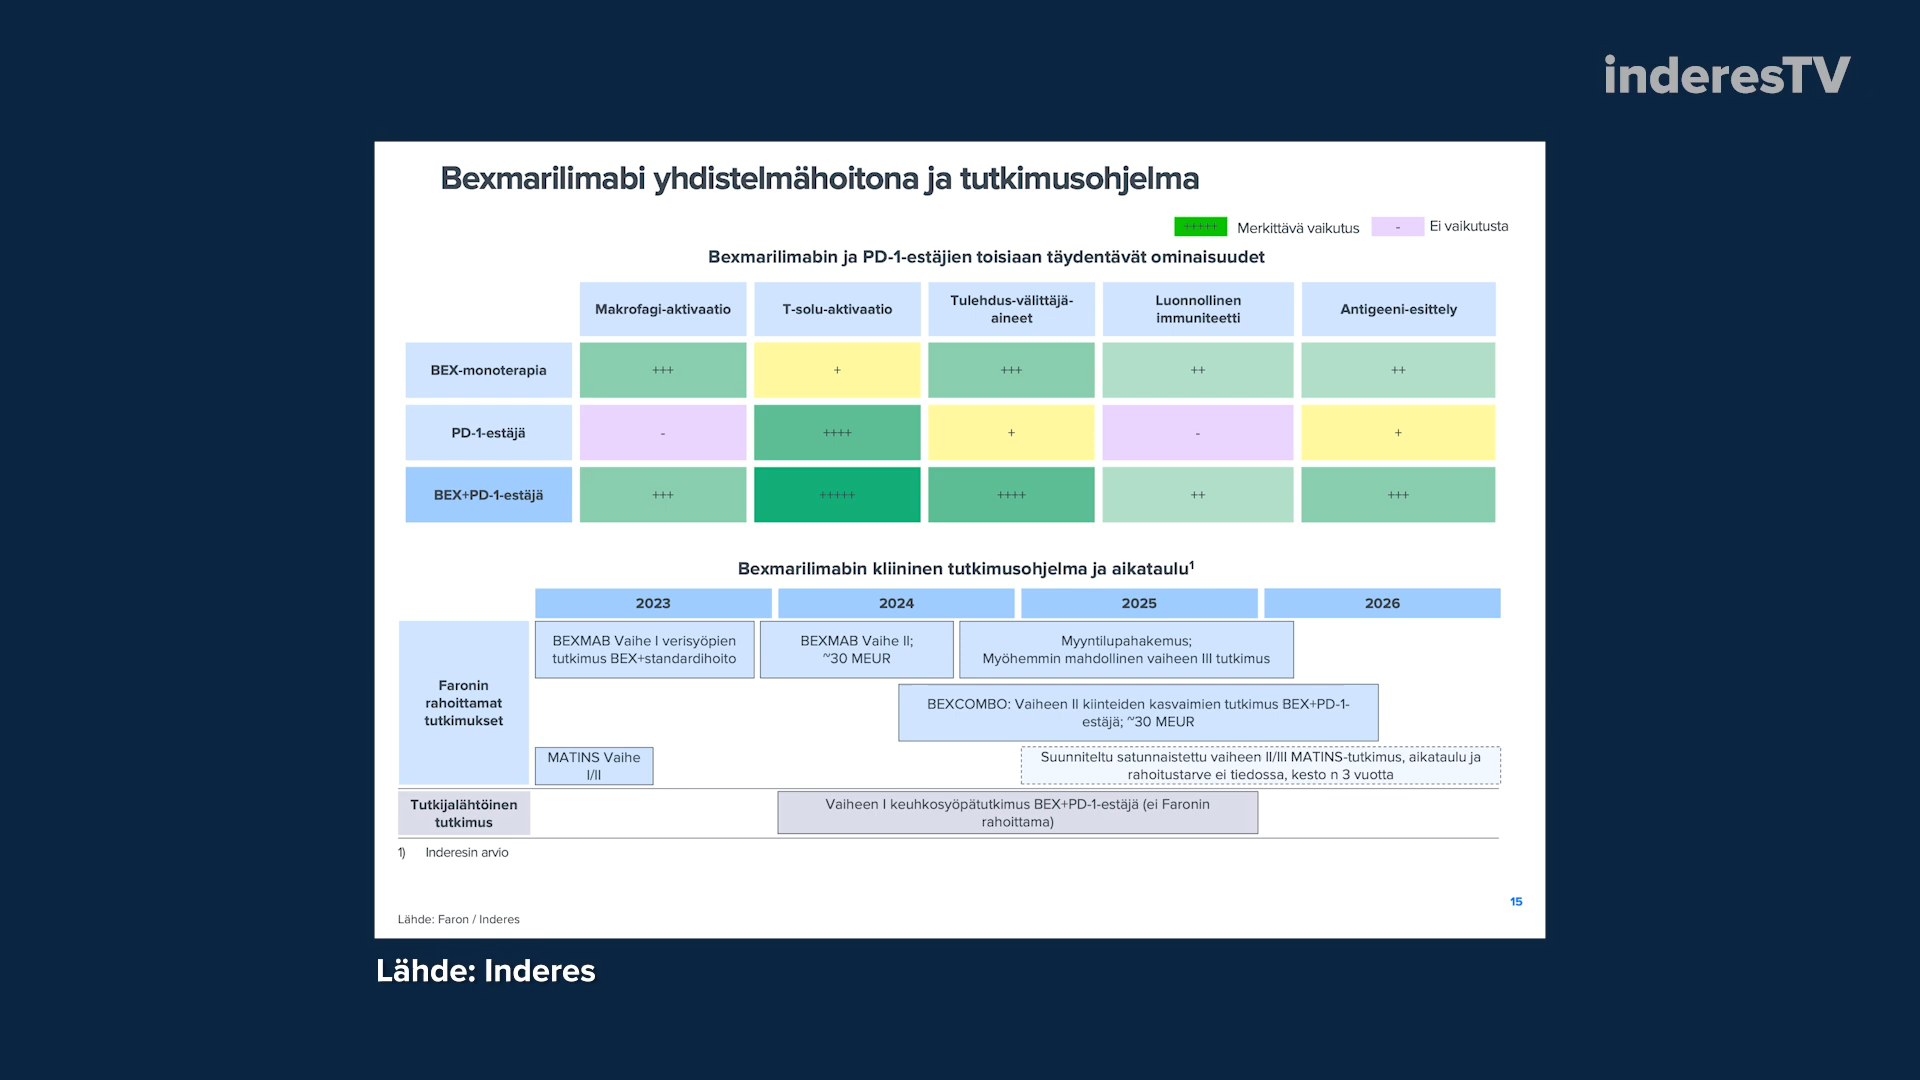 inderesTV
Bexmarilimabi yhdistelmähoitona ja tutkimusohjelma
+++++ Merkittävä vaikutus - Ei vaikutusta
Bexmarilimabin ja PD-1-estäjien toisiaan täydentävät ominaisuudet
Makrofagi-aktivaatio
T-solu-aktivaatio
Tulehdus-välittäjä-
aineet
Luonnollinen
immuniteetti
Antigeeni-esittely
BEX-monoterapia +++ + +++ ++ ++
PD-1-estäjä - ++++ + - +
BEX+PD-1-estäjä +++ +++++ ++++ ++ +++
Bexmarilimabin kliininen tutkimusohjelma ja aikataulu¹
2023 2024 2025 2026
Faronin
rahoittamat
tutkimukset
BEXMAB Vaihe I verisyöpien
tutkimus BEX+standardihoito
BEXMAB Vaihe II;
~30 MEUR
Myyntilupahakemus;
Myöhemmin mahdollinen vaiheen III tutkimus
BEXCOMBO: Vaiheen II kiinteiden kasvaimien tutkimus BEX+PD-1-
estäjä; ~30 MEUR
MATINS Vaihe
I/II
Suunniteltu satunnaistettu vaiheen II/III MATINS-tutkimus, aikataulu ja
rahoitustarve ei tiedossa, kesto n 3 vuotta
Tutkijalähtöinen
tutkimus
Vaiheen I keuhkosyöpätutkimus BEX+PD-1-estäjä (ei Faronin
rahoittama)
1) Inderesin arvio
15
Lähde: Faron / Inderes
Lähde: Inderes